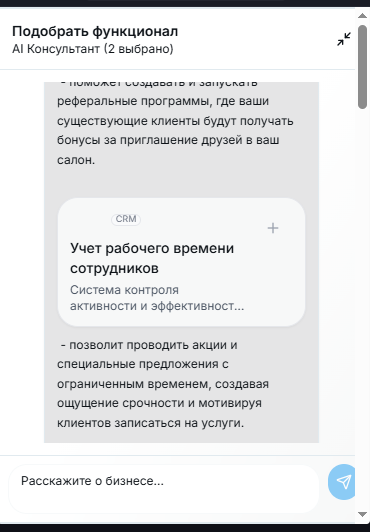 Подобрать функционал
AI Консультант (2 выбрано)
- поможет создавать и запускать
реферальные программы, где ваши
существующие клиенты будут получать
бонусы за приглашение друзей в ваш
салон.
CRM
Учет рабочего времени
сотрудников
Система контроля
активности и эффективност...
- позволит проводить акции и
специальные предложения с
ограниченным временем, создавая
ощущение срочности и мотивируя
клиентов записаться на услуги.
Расскажите о бизнесе...